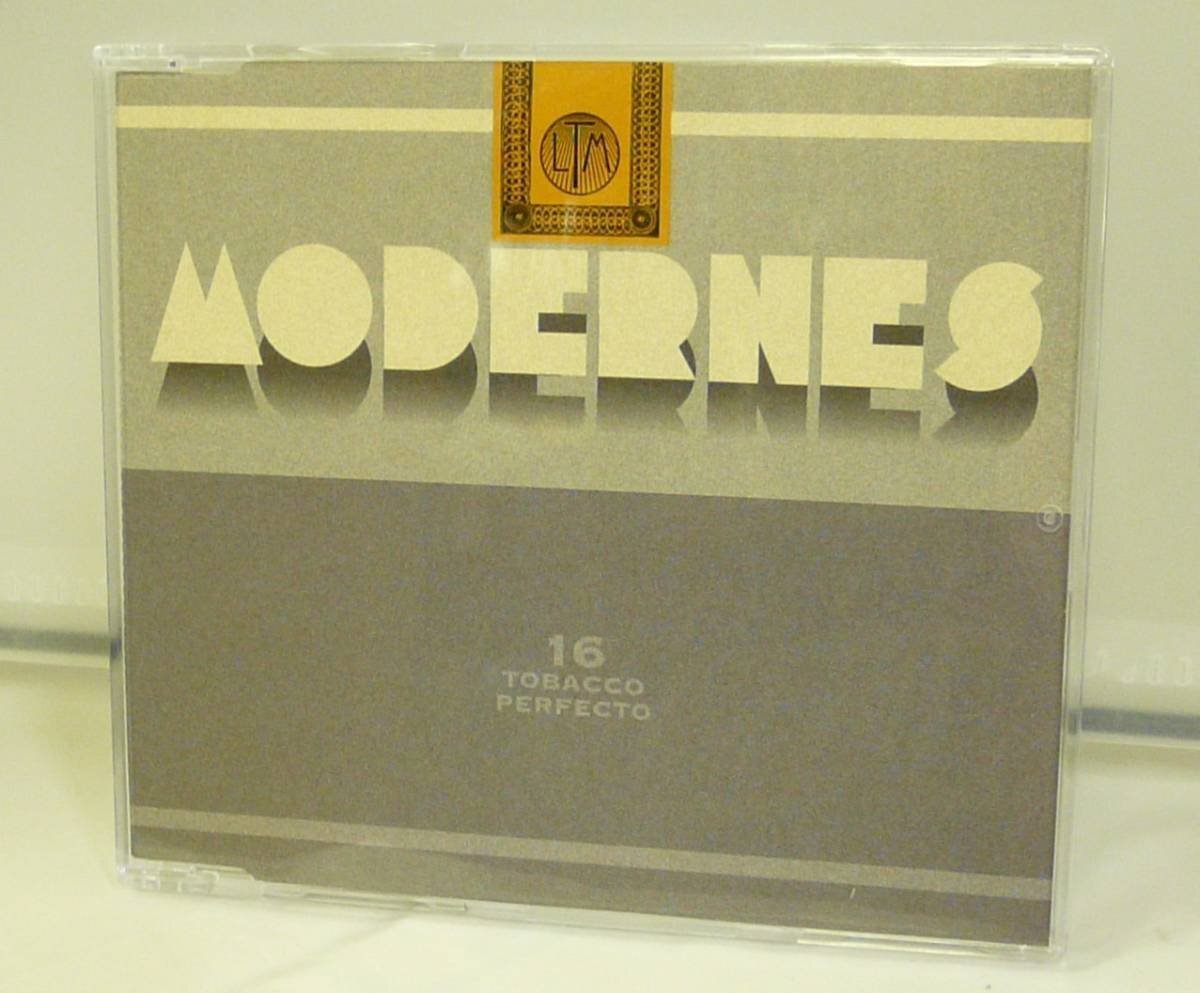 LTM
MODERNES
16
TOBACCO
PERFECTO